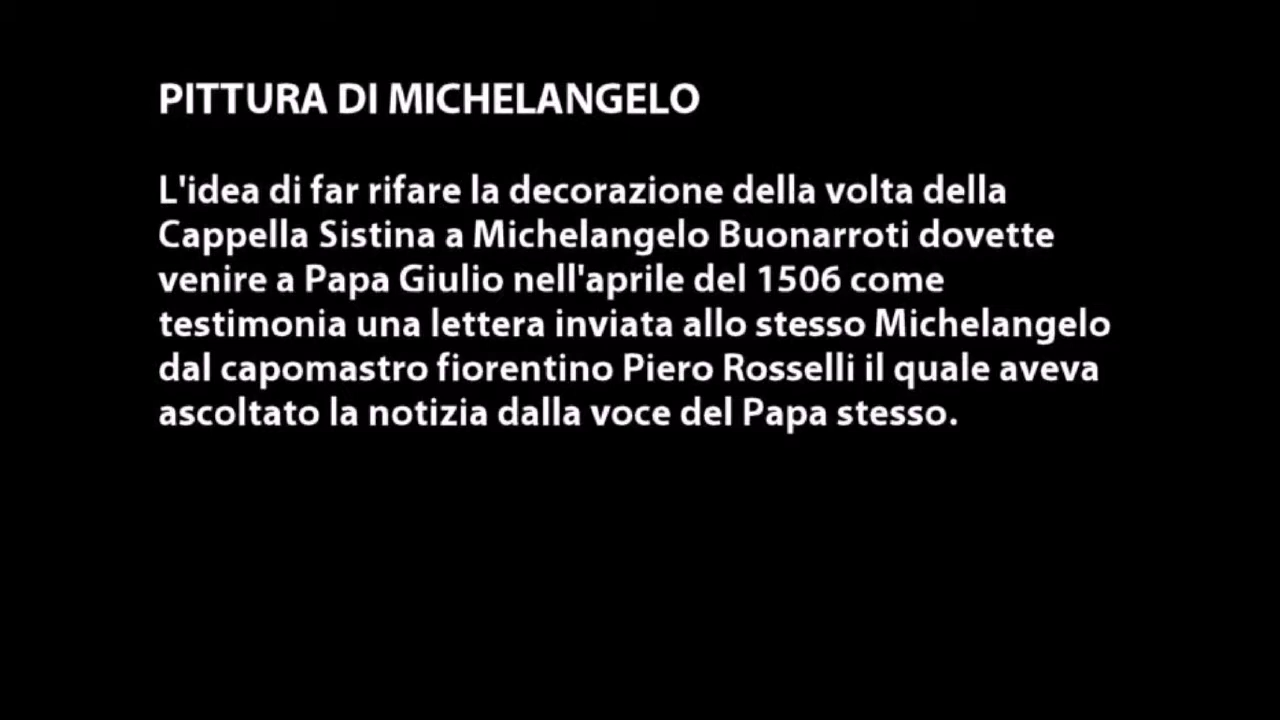 PITTURA DI MICHELANGELO
L'idea di far rifare la decorazione della volta della
Cappella Sistina a Michelangelo Buonarroti dovette
venire a Papa Giulio nell'aprile del 1506 come
testimonia una lettera inviata allo stesso Michelangelo
dal capomastro fiorentino Piero Rosselli il quale aveva
ascoltato la notizia dalla voce del Papa stesso.